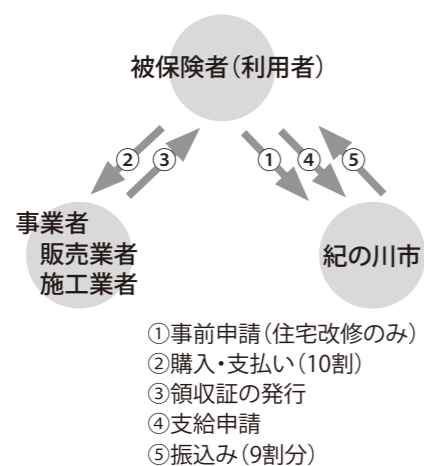 被保険者（利用者）
② ③ ① ④ ⑤
事業者
販売業者
施工業者
紀の川市
①事前申請（住宅改修のみ）
②購入・支払い（10割）
③領収証の発行
④支給申請
⑤振込み（9割分）